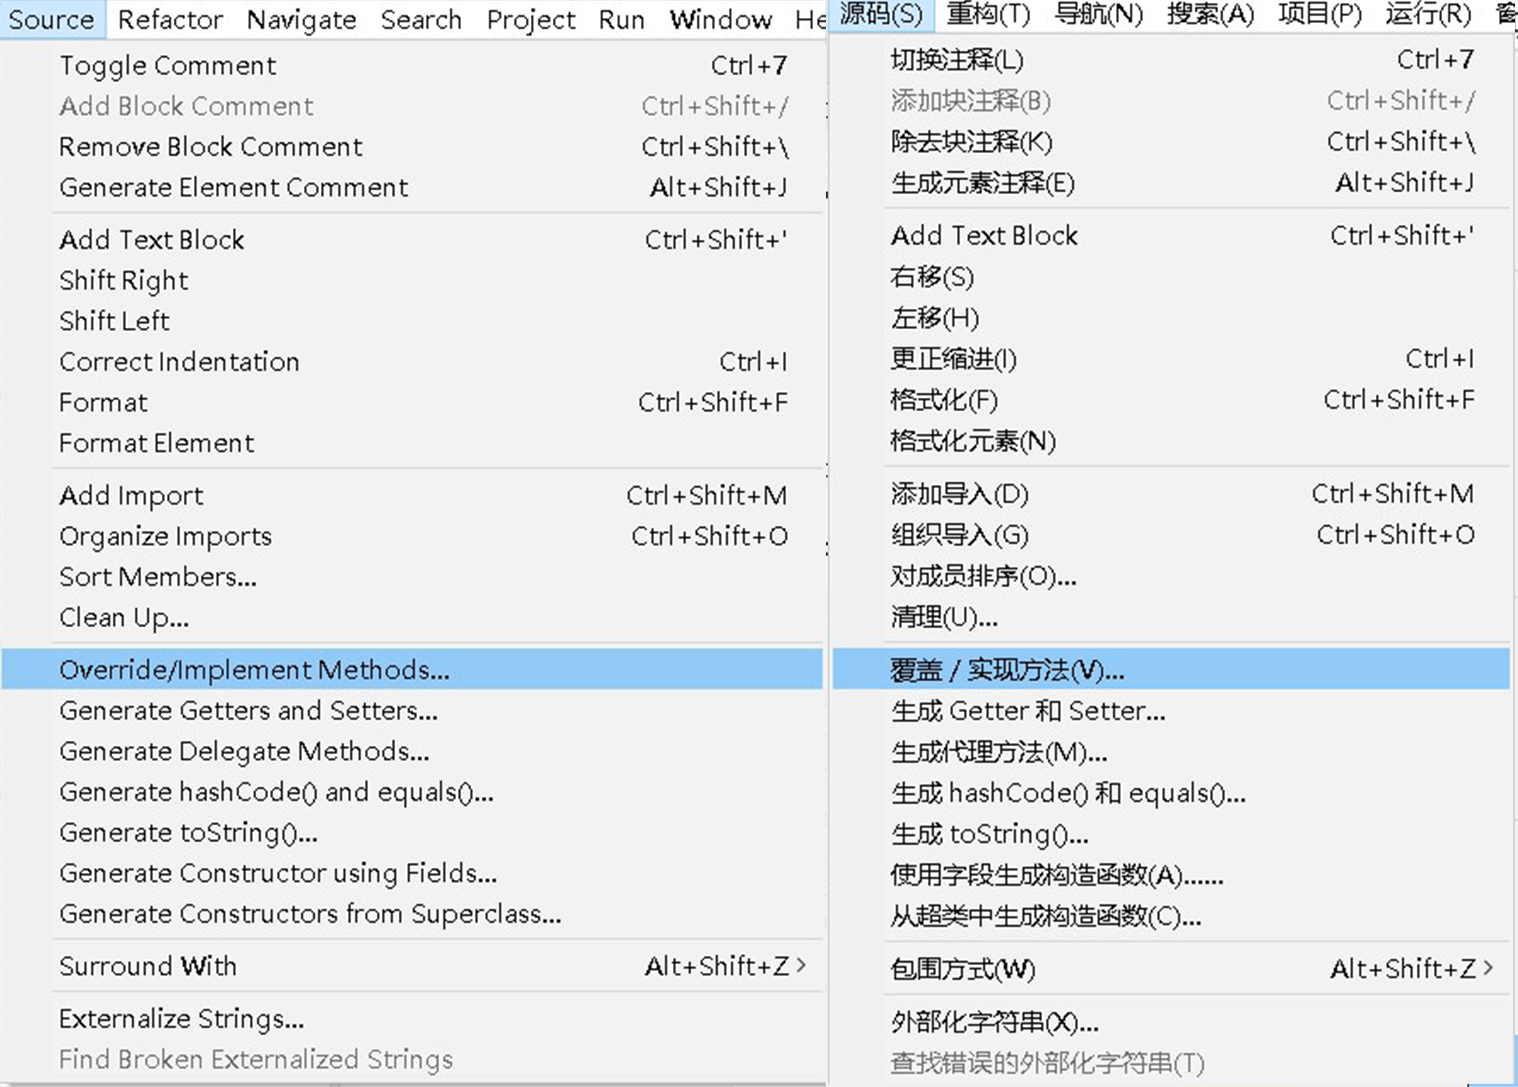 Source Refactor Navigate Search Project Run Window He
Toggle Comment Ctrl+7
Add Block Comment Ctrl+Shift+/
Remove Block Comment Ctrl+Shift+\
Generate Element Comment Alt+Shift+J
Add Text Block Ctrl+Shift+'
Shift Right
Shift Left
Correct Indentation Ctrl+I
Format Ctrl+Shift+F
Format Element
Add Import Ctrl+Shift+M
Organize Imports Ctrl+Shift+O
Sort Members...
Clean Up...
Override/Implement Methods...
Generate Getters and Setters...
Generate Delegate Methods...
Generate hashCode() and equals()...
Generate toString()...
Generate Constructor using Fields...
Generate Constructors from Superclass...
Surround With Alt+Shift+Z >
Externalize Strings...
Find Broken Externalized Strings
源码(S) 重构(T) 导航(N) 搜索(A) 项目(P) 运行(R)
切换注释(L) Ctrl+7
添加块注释(B) Ctrl+Shift+/
除去块注释(K) Ctrl+Shift+\
生成元素注释(E) Alt+Shift+J
Add Text Block Ctrl+Shift+'
右移(S)
左移(H)
更正缩进(I) Ctrl+I
格式化(F) Ctrl+Shift+F
格式化元素(N)
添加导入(D) Ctrl+Shift+M
组织导入(G) Ctrl+Shift+O
对成员排序(O)...
清理(U)...
覆盖 / 实现方法(V)...
生成 Getter 和 Setter...
生成代理方法(M)...
生成 hashCode() 和 equals()...
生成 toString()...
使用字段生成构造函数(A)......
从超类中生成构造函数(C)...
包围方式(W) Alt+Shift+Z >
外部化字符串(X)...
查找错误的外部化字符串(T)